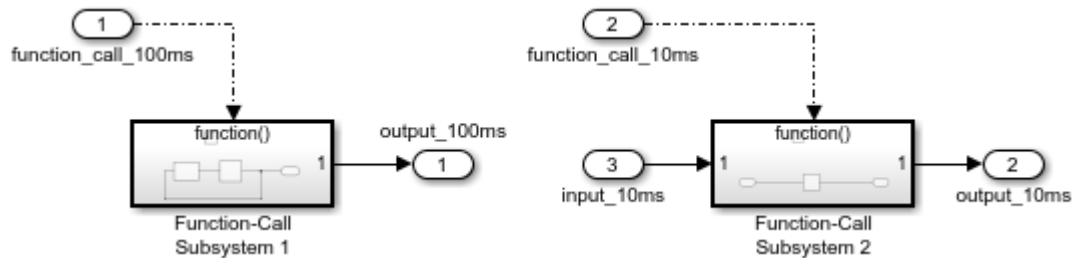 1
function_call_100ms
function()
1
output_100ms
1
Function-Call
Subsystem 1
2
function_call_10ms
3
input_10ms
function()
1
1
2
output_10ms
Function-Call
Subsystem 2